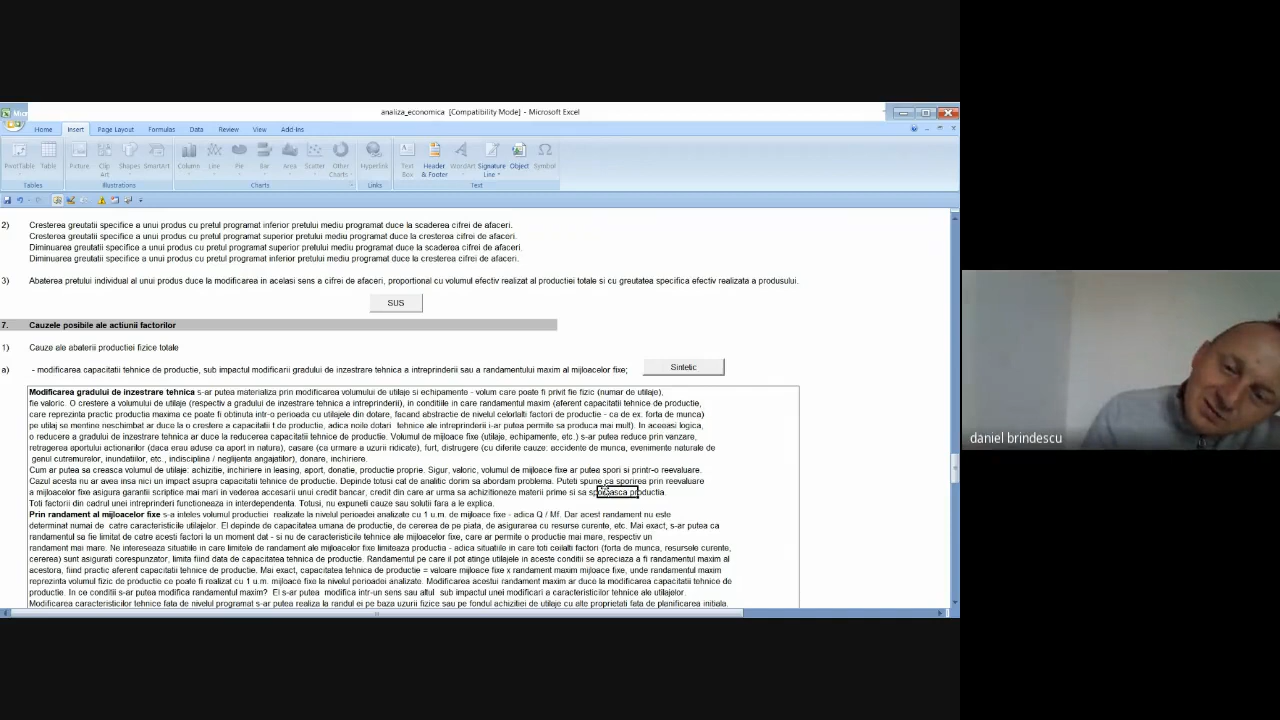 analiza_economica [Compatibility Mode] - Microsoft Excel
Home Insert Page Layout Formulas Data Review View Add-Ins
PivotTable Table Picture Clip Art Shapes SmartArt Column Line Pie Bar Area Scatter Other Charts Hyperlink Text Box Header & Footer WordArt Signature Line Object Symbol
Tables Illustrations Charts Links Text
2) Cresterea greutatii specifice a unui produs cu pretul programat inferior pretului mediu programat duce la scaderea cifrei de afaceri.
Cresterea greutatii specifice a unui produs cu pretul programat superior pretului mediu programat duce la cresterea cifrei de afaceri.
Diminuarea greutatii specifice a unui produs cu pretul programat superior pretului mediu programat duce la scaderea cifrei de afaceri.
Diminuarea greutatii specifice a unui produs cu pretul programat inferior pretului mediu programat duce la cresterea cifrei de afaceri.
3) Abaterea pretului individual al unui produs duce la modificarea in acelasi sens a cifrei de afaceri, proportional cu volumul efectiv realizat al productiei totale si cu greutatea specifica efectiv realizata a produsului.
SUS
7. Cauzele posibile ale actiunii factorilor
1) Cauze ale abaterii productiei fizice totale
a) - modificarea capacitatii tehnice de productie, sub impactul modificarii gradului de inzestrare tehnica a intreprinderii sau a randamentului maxim al mijloacelor fixe;
Sintetic
Modificarea gradului de inzestrare tehnica s-ar putea materializa prin modificarea volumului de utilaje si echipamente - volum care poate fi privit fie fizic (numar de utilaje),
fie valoric. O crestere a volumului de utilaje (respectiv a gradului de inzestrare tehnica a intreprinderii), in conditiile in care randamentul maxim (aferent capacitatii tehnice de productie,
care reprezinta practic productia maxima ce poate fi obtinuta intr-o perioada cu utilajele din dotare, facand abstractie de nivelul celorlalti factori de productie - ca de ex. forta de munca)
pe utilaj se mentine neschimbat ar duce la o crestere a capacitatii t de productie, adica noile dotari tehnice ale intreprinderii i-ar putea permite sa produca mai mult). In aceeasi logica,
o reducere a gradului de inzestrare tehnica ar duce la reducerea capacitatii tehnice de productie. Volumul de mijloace fixe (utilaje, echipamente, etc.) s-ar putea reduce prin vanzare,
retragerea aportului actionarilor (daca erau aduse ca aport in natura), casare (ca urmare a uzurii ridicate), furt, distrugere (cu diferite cauze: accidente de munca, evenimente naturale de
genul cutremurelor, inundatiilor, etc., indisciplina / neglijenta angajatilor), donare, inchiriere.
Cum ar putea sa creasca volumul de utilaje: achizitie, inchiriere in leasing, aport, donatie, productie proprie. Sigur, valoric, volumul de mijloace fixe ar putea spori si printr-o reevaluare.
Cazul acesta nu ar avea insa nici un impact asupra capacitatii tehnice de productie. Depinde totusi cat de analitic dorim sa abordam problema. Puteti spune ca sporirea prin reevaluare
a mijloacelor fixe asigura garantii scriptice mai mari in vederea accesarii unui credit bancar, credit din care ar urma sa achizitioneze materii prime si sa sporeasca productia.
Toti factorii din cadrul unei intreprinderi functioneaza in interdependenta. Totusi, nu expuneti cauze sau solutii fara a le explica.
Prin randament al mijloacelor fixe s-a inteles volumul productiei realizate la nivelul perioadei analizate cu 1 u.m. de mijloace fixe - adica Q / Mf. Dar acest randament nu este
determinat numai de catre caracteristicile utilajelor. El depinde de capacitatea umana de productie, de cererea de pe piata, de asigurarea cu resurse curente, etc. Mai exact, s-ar putea ca
randamentul sa fie limitat de catre acesti factori la un moment dat - si nu de caracteristicile tehnice ale mijloacelor fixe, care ar permite o productie mai mare, respectiv un
randament mai mare. Ne intereseaza situatiile in care limitele de randament ale mijloacelor fixe limiteaza productia - adica situatiile in care toti ceilalti factori (forta de munca, resursele curente,
cererea) sunt asigurati corespunzator, limita fiind data de capacitatea tehnica de productie. Randamentul pe care il pot atinge utilajele in aceste conditii se apreciaza a fi randamentul maxim al
acestora, fiind practic aferent capacitatii tehnice de productie. Mai exact, capacitatea tehnica de productie = valoare mijloace fixe x randament maxim mijloace fixe, unde randamentul maxim
reprezinta volumul fizic de productie ce poate fi realizat cu 1 u.m. mijloace fixe la nivelul perioadei analizate. Modificarea acestui randament maxim ar duce la modificarea capacitatii tehnice de
productie. In ce conditii s-ar putea modifica randamentul maxim? El s-ar putea modifica intr-un sens sau altul sub impactul unei modificari a caracteristicilor tehnice ale utilajelor.
Modificarea caracteristicilor tehnice fata de nivelul programat s-ar putea realiza la randul ei pe baza uzurii fizice sau pe fondul achizitiei de utilaje cu alte proprietati fata de planificarea initiala.
daniel brindescu